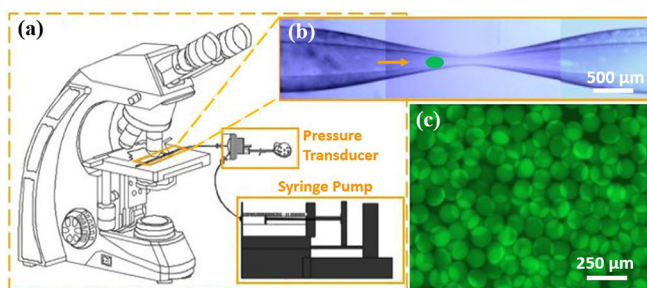 (a)
(b)
500 μm
Pressure
Transducer
Syringe Pump
(c)
250 μm